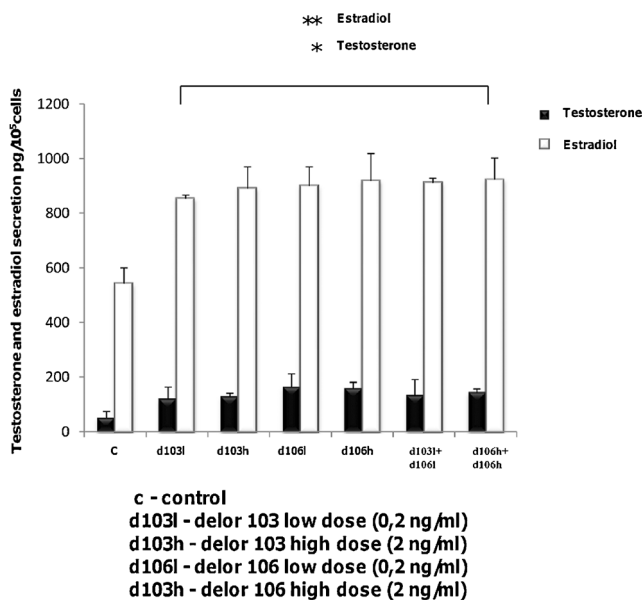 ** Estradiol
* Testosterone
Testosterone and estradiol secretion pg/10⁵cells
1200
1000
800
600
400
200
0
Testosterone
Estradiol
C
d103l
d103h
d106l
d106h
d103l+
d106l
d106h+
d106h
c - control
d103l - delor 103 low dose (0,2 ng/ml)
d103h - delor 103 high dose (2 ng/ml)
d106l - delor 106 low dose (0,2 ng/ml)
d103h - delor 106 high dose (2 ng/ml)